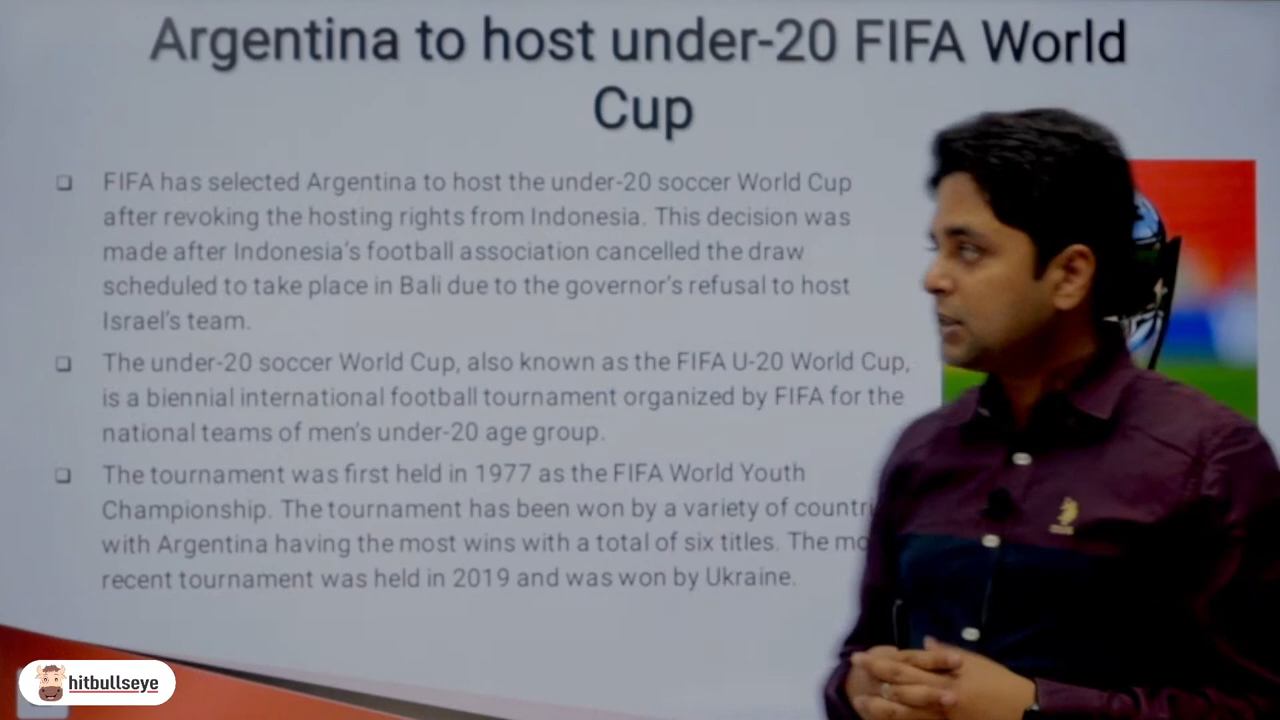 Argentina to host under-20 FIFA World
Cup
FIFA has selected Argentina to host the under-20 soccer World Cup
after revoking the hosting rights from Indonesia. This decision was
made after Indonesia's football association cancelled the draw
scheduled to take place in Bali due to the governor's refusal to host
Israel's team.
The under-20 soccer World Cup, also known as the FIFA U-20 World Cup,
is a biennial international football tournament organized by FIFA for the
national teams of men's under-20 age group.
The tournament was first held in 1977 as the FIFA World Youth
Championship. The tournament has been won by a variety of countri
with Argentina having the most wins with a total of six titles. The mo
recent tournament was held in 2019 and was won by Ukraine.
hitbullseye